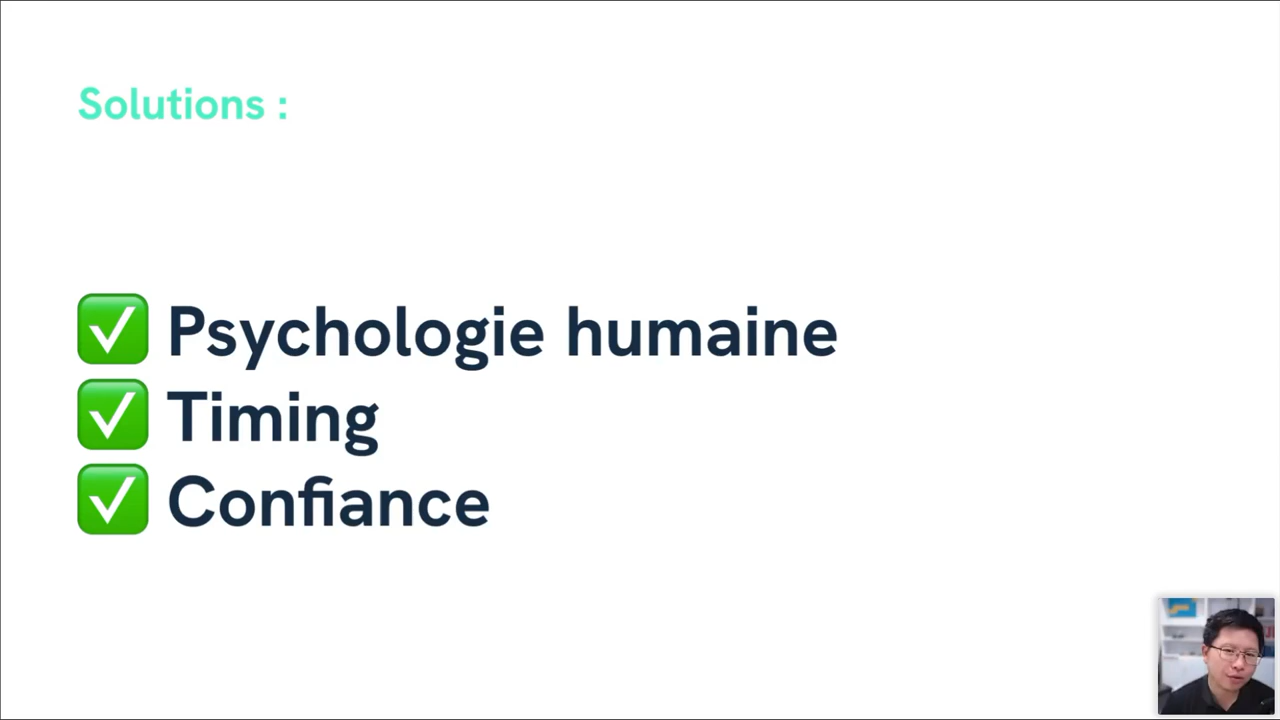 Solutions :
✅ Psychologie humaine
✅ Timing
✅ Confiance